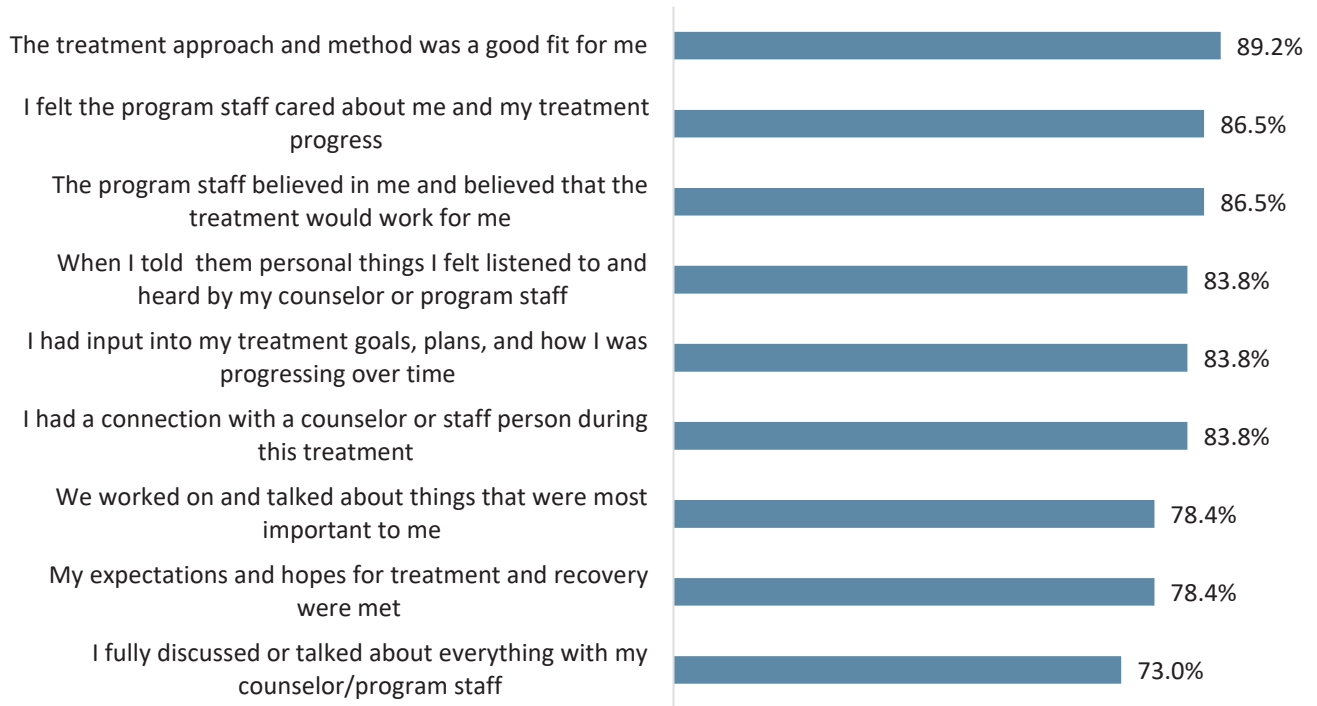 The treatment approach and method was a good fit for me
89.2%
I felt the program staff cared about me and my treatment
progress
86.5%
The program staff believed in me and believed that the
treatment would work for me
86.5%
When I told  them personal things I felt listened to and
heard by my counselor or program staff
83.8%
I had input into my treatment goals, plans, and how I was
progressing over time
83.8%
I had a connection with a counselor or staff person during
this treatment
83.8%
We worked on and talked about things that were most
important to me
78.4%
My expectations and hopes for treatment and recovery
were met
78.4%
I fully discussed or talked about everything with my
counselor/program staff
73.0%